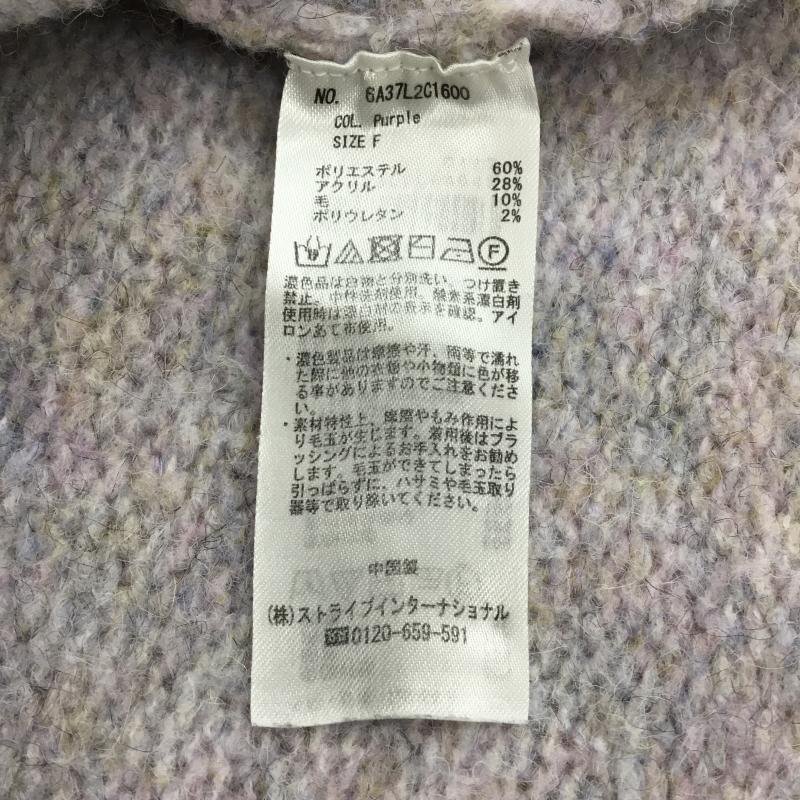 NO. 6A37L2C1600
COL. Purple
SIZE F
ポリエステル 60%
アクリル 28%
毛 10%
ポリウレタン 2%
F
濃色品は白物と分別洗い。つけ置き
禁止。中性洗剤使用。酸素系漂白剤
使用時は漂白剤の表示を確認。アイ
ロンあて布使用。
・濃色製品は摩擦や汗、雨等で濡れ
た際に他の衣類や小物類に色が移
る事がありますのでご注意くださ
い。
・素材特性上、摩擦やもみ作用によ
り毛玉が生じます。着用後はブラ
ッシングによるお手入れをお勧め
します。毛玉ができてしまったら
引っぱらずに、ハサミや毛玉取り
器等で取り除いてください。
中国製
(株)ストライプインターナショナル
0120-659-591